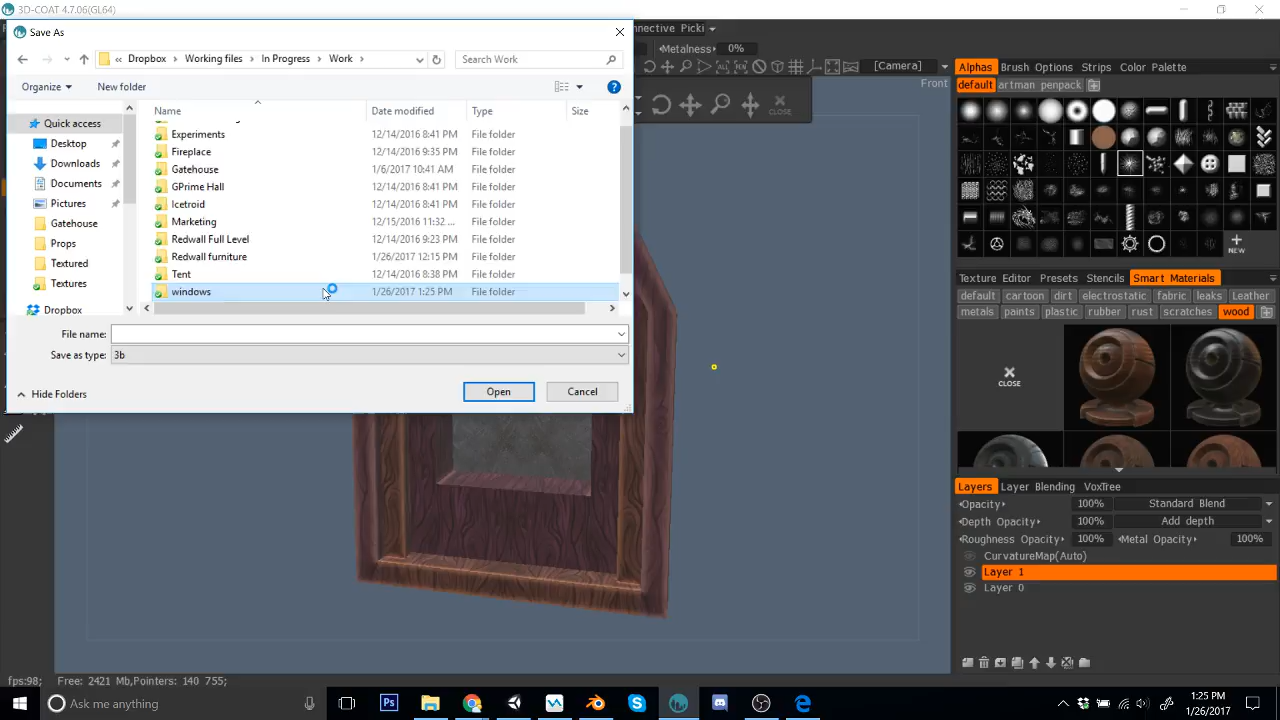 3D-COAT 4.7.06(GL64)
Save As
nnective Picki
Metalness 0%
Dropbox > Working files > In Progress > Work >
Search Work
[Camera]
Organize
New folder
Front
Alphas Brush Options Strips Color Palette
default artman penpack
CLOSE
Name Date modified Type Size
Quick access
Desktop
Downloads
Documents
Pictures
Gatehouse
Props
Textured
Textures
Dropbox
Experiments 12/14/2016 8:41 PM File folder
Fireplace 12/14/2016 9:35 PM File folder
Gatehouse 1/6/2017 10:41 AM File folder
GPrime Hall 12/14/2016 8:41 PM File folder
Icetroid 12/14/2016 8:41 PM File folder
Marketing 12/15/2016 11:32 ... File folder
Redwall Full Level 12/14/2016 9:23 PM File folder
Redwall furniture 1/26/2017 12:15 PM File folder
Tent 12/14/2016 8:38 PM File folder
windows 1/26/2017 1:25 PM File folder
File name:
Save as type: 3b
Hide Folders
Open
Cancel
NEW
Texture Editor Presets Stencils Smart Materials
default cartoon dirt electrostatic fabric leaks Leather
metals paints plastic rubber rust scratches wood
CLOSE
Layers Layer Blending VoxTree
Opacity 100% Standard Blend
Depth Opacity 100% Add depth
Roughness Opacity 100% Metal Opacity 100%
CurvatureMap(Auto)
Layer 1
Layer 0
fps:98; Free: 2421 Mb,Pointers: 140 755;
Ask me anything
1:25 PM
1/26/2017